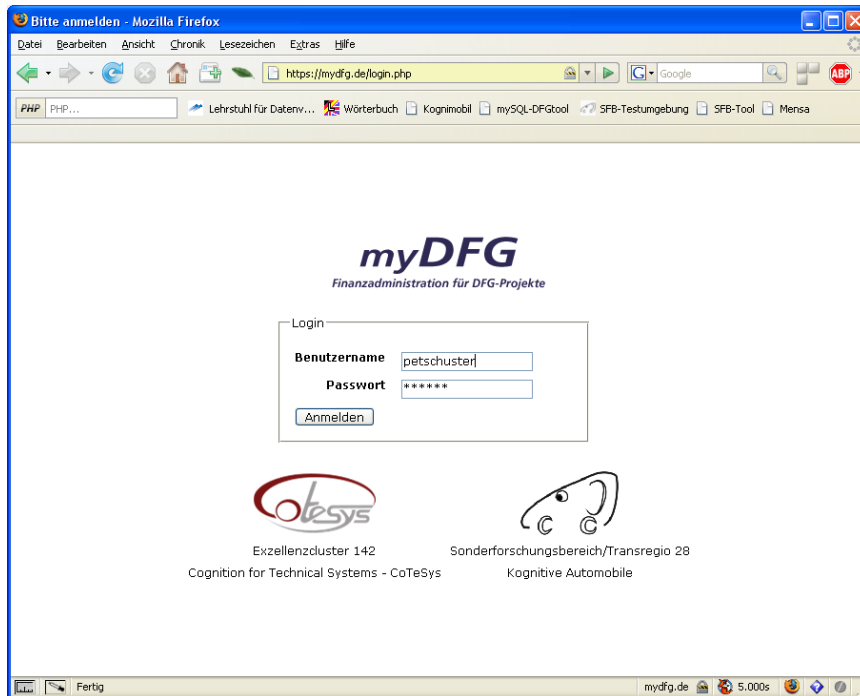 Bitte anmelden - Mozilla Firefox
Datei Bearbeiten Ansicht Chronik Lesezeichen Extras Hilfe
https://mydfg.de/login.php G Google ABP
PHP PHP... Lehrstuhl für Datenv... Wörterbuch Kognimobil mySQL-DFGtool SFB-Testumgebung SFB-Tool Mensa
myDFG
Finanzadministration für DFG-Projekte
Login
Benutzername petschuster
Passwort ******
Anmelden
Cotesys
Exzellenzcluster 142 Sonderforschungsbereich/Transregio 28
Cognition for Technical Systems - CoTeSys Kognitive Automobile
Fertig mydfg.de 5.000s